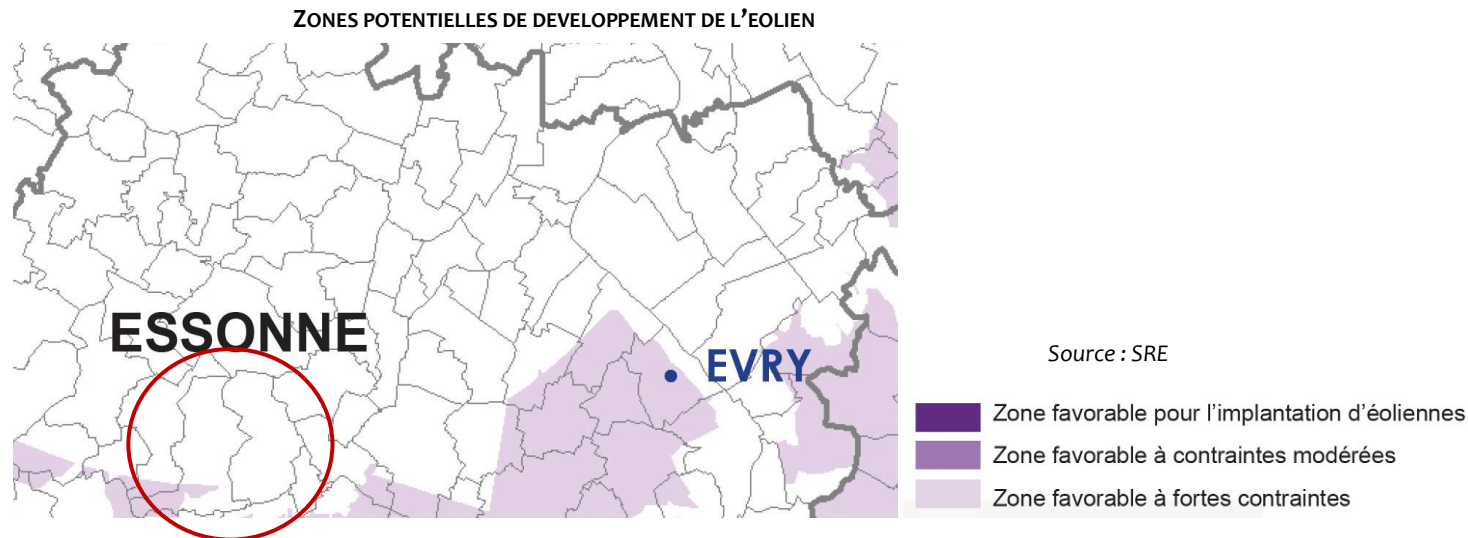 ZONES POTENTIELLES DE DEVELOPPEMENT DE L'EOLIEN
ESSONNE
EVRY
Source : SRE
Zone favorable pour l'implantation d'éoliennes
Zone favorable à contraintes modérées
Zone favorable à fortes contraintes